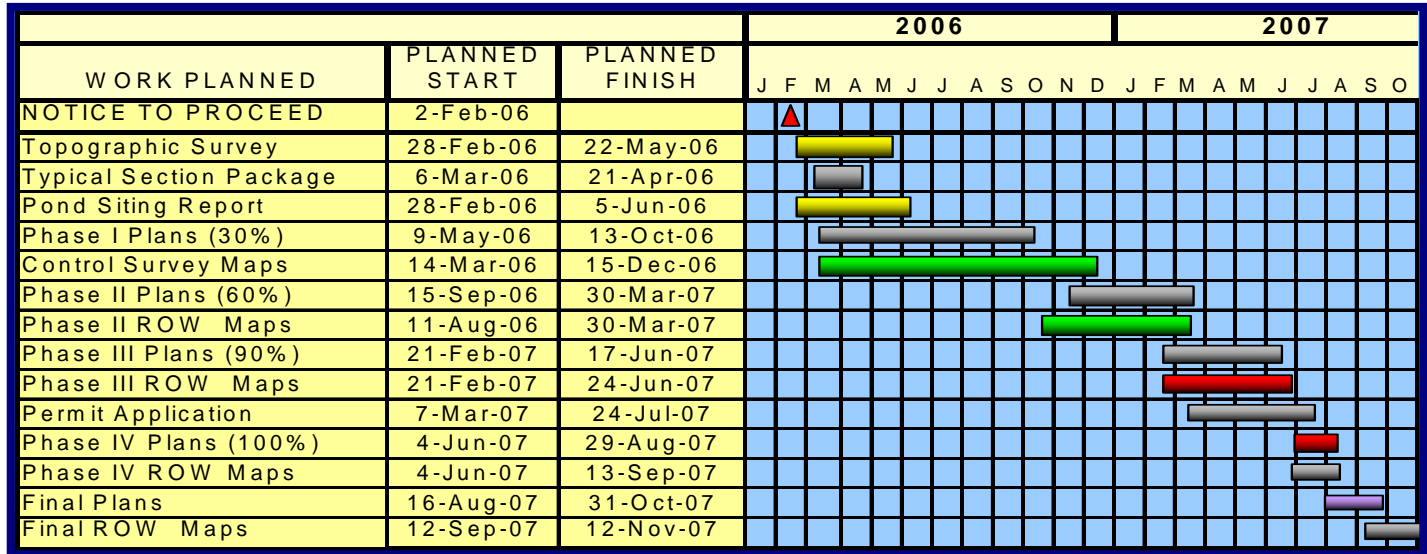 2006 2007
WORK PLANNED PLANNED START PLANNED FINISH J F M A M J J A S O N D J F M A M J J A S O
NOTICE TO PROCEED 2-Feb-06
Topographic Survey 28-Feb-06 22-May-06
Typical Section Package 6-Mar-06 21-Apr-06
Pond Siting Report 28-Feb-06 5-Jun-06
Phase I Plans (30%) 9-May-06 13-Oct-06
Control Survey Maps 14-Mar-06 15-Dec-06
Phase II Plans (60%) 15-Sep-06 30-Mar-07
Phase II ROW Maps 11-Aug-06 30-Mar-07
Phase III Plans (90%) 21-Feb-07 17-Jun-07
Phase III ROW Maps 21-Feb-07 24-Jun-07
Permit Application 7-Mar-07 24-Jul-07
Phase IV Plans (100%) 4-Jun-07 29-Aug-07
Phase IV ROW Maps 4-Jun-07 13-Sep-07
Final Plans 16-Aug-07 31-Oct-07
Final ROW Maps 12-Sep-07 12-Nov-07